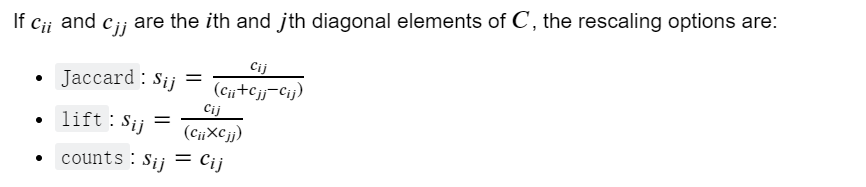 If c_ii and c_jj are the ith and jth diagonal elements of C, the rescaling options are:
• Jaccard : s_ij = c_ij / (c_ii+c_jj−c_ij)
• lift : s_ij = c_ij / (c_ii×c_jj)
• counts : s_ij = c_ij